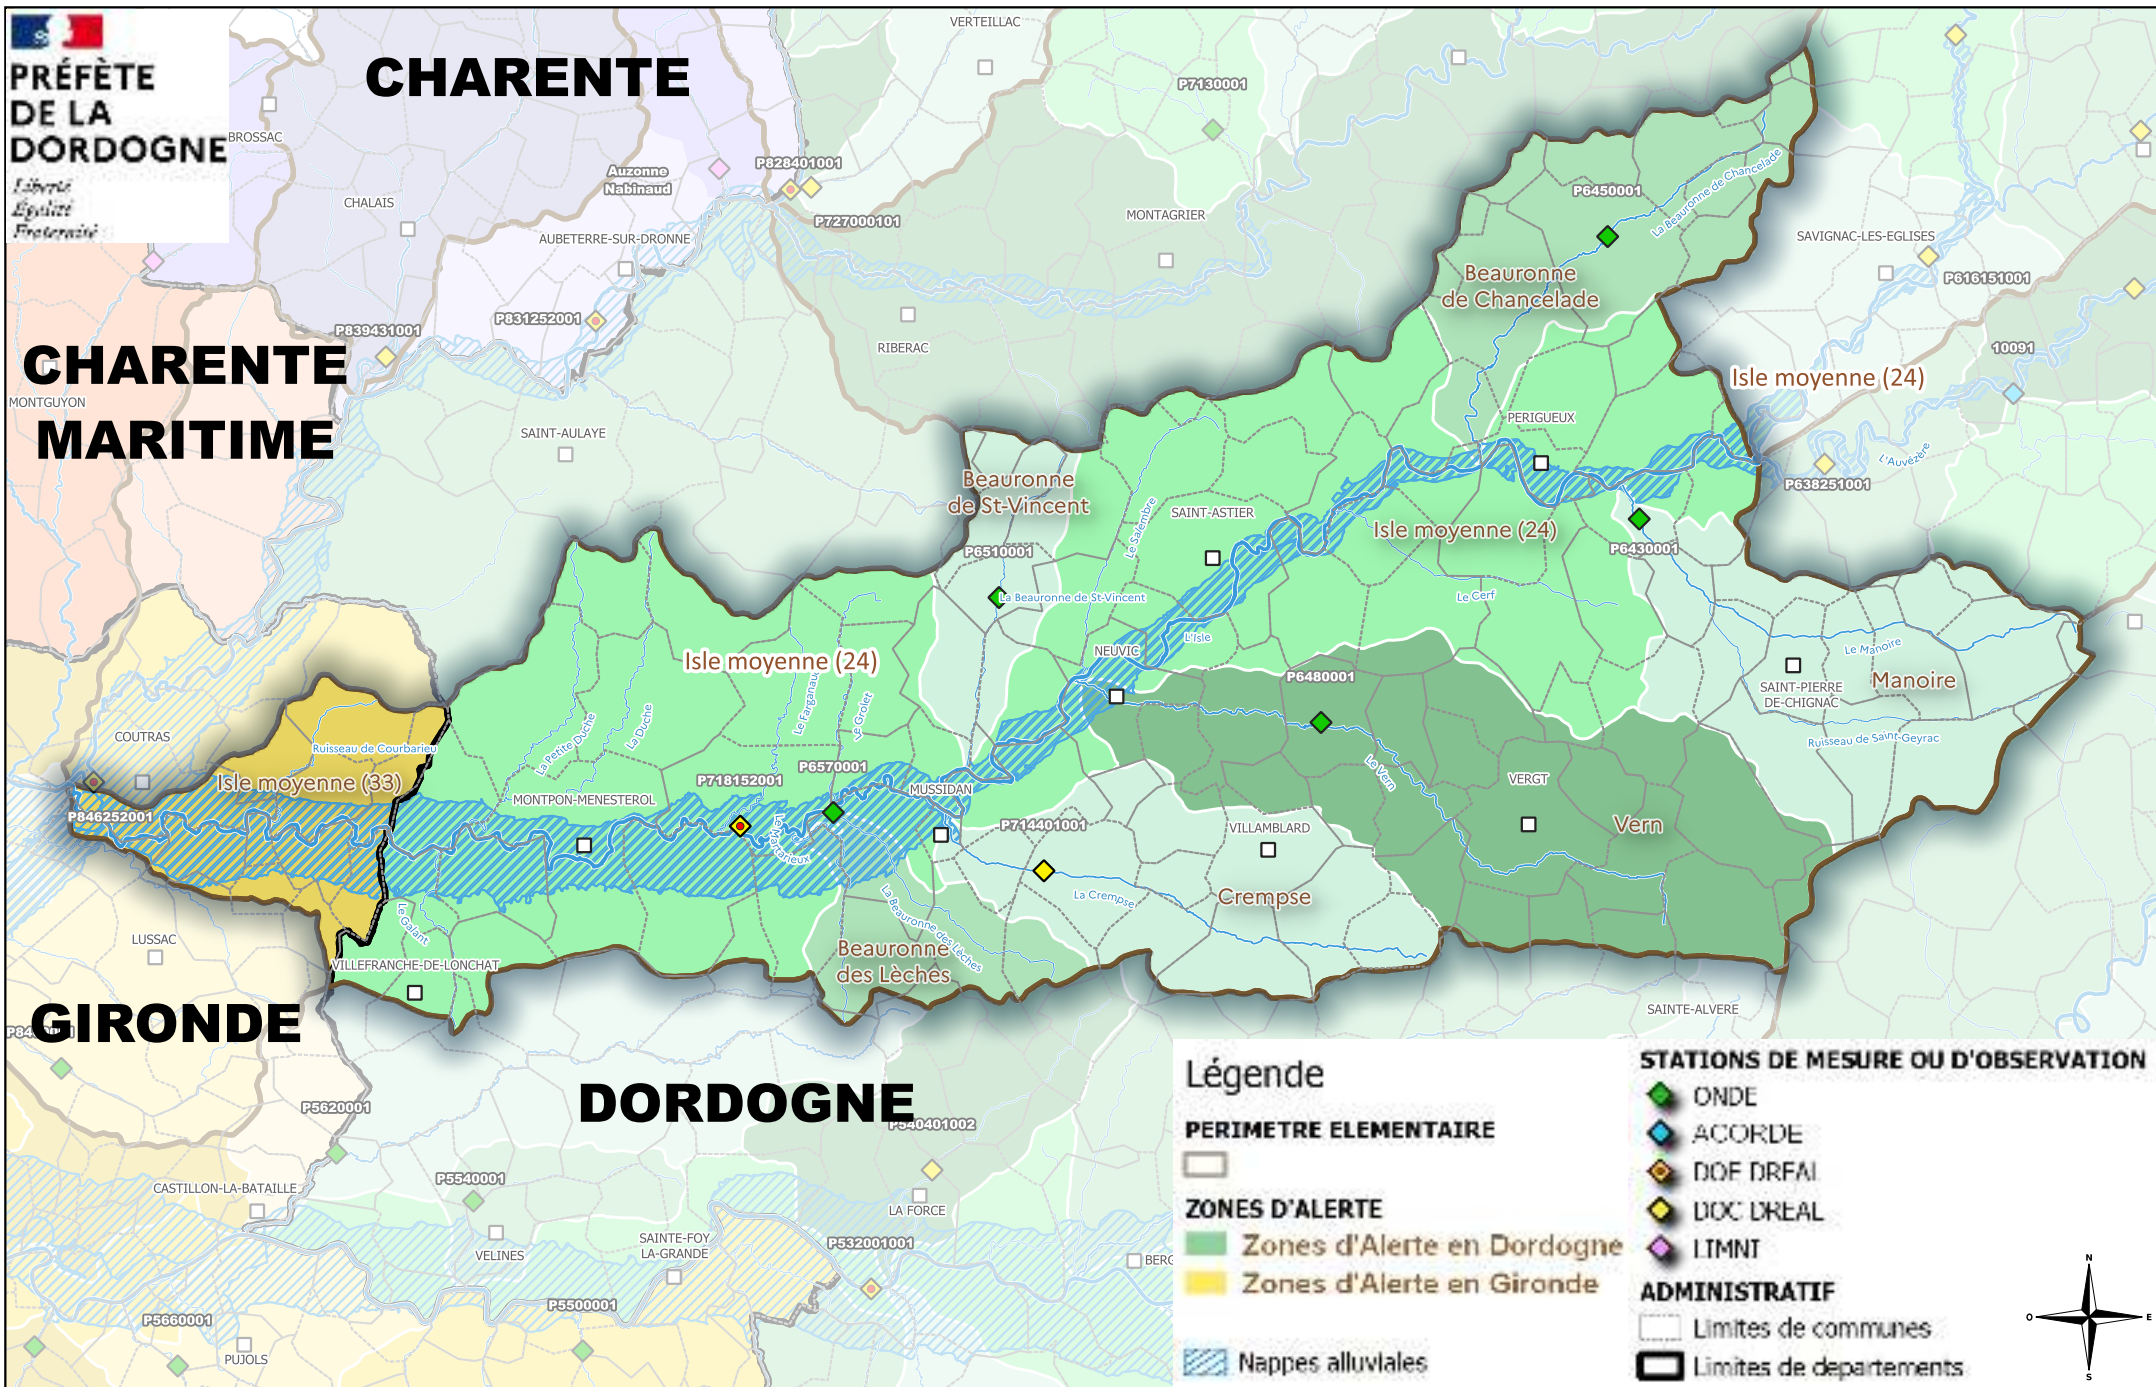 PRÉFÈTE
DE LA
DORDOGNE
Liberté
Égalité
Fraternité
CHARENTE
VERTEILLAC
P7130001
BROSSAC
Auzonne
Nabinaud
P828401001
CHALAIS
P727000101
MONTAGRIER
AUBETERRE-SUR-DRONNE
P6450001
La Beauronne de Chancelade
SAVIGNAC-LES-EGLISES
P616151001
Beauronne
de Chancelade
P831252001
P839431001
RIBERAC
10091
CHARENTE
MARITIME
MONTGUYON
Isle moyenne (24)
SAINT-AULAYE
PERIGUEUX
L'Auvézère
P638251001
Beauronne
de St-Vincent
Le Salembre
SAINT-ASTIER
Isle moyenne (24)
P6430001
P6510001
La Beauronne de St-Vincent
Le Cerf
L'Isle
NEUVIC
Le Manoire
Manoire
SAINT-PIERRE
DE-CHIGNAC
Ruisseau de Saint-Geyrac
Isle moyenne (24)
P6480001
Le Farganaud
Le Grolet
La Petite Duche
La Duche
COUTRAS
Ruisseau de Courbarieu
Isle moyenne (33)
P846252001
P718152001
P6570001
MONTPON-MENESTEROL
MUSSIDAN
Le Martarieux
Le Vern
VERGT
Vern
P714401001
VILLAMBLARD
La Crempse
Crempse
La Beauronne des Lèches
Beauronne
des Lèches
Le Galant
LUSSAC
VILLEFRANCHE-DE-LONCHAT
SAINTE-ALVERE
GIRONDE
DORDOGNE
P5620001
P540401002
P5540001
CASTILLON-LA-BATAILLE
VELINES
SAINTE-FOY
LA-GRANDE
LA FORCE
P532001001
BERG
P5660001
P5500001
PUJOLS
Légende
PERIMETRE ELEMENTAIRE
ZONES D'ALERTE
Zones d'Alerte en Dordogne
Zones d'Alerte en Gironde
Nappes alluviales
STATIONS DE MESURE OU D'OBSERVATION
ONDE
ACORDE
DOE DREAL
DOC DREAL
LIMNI
ADMINISTRATIF
Limites de communes
Limites de departements
N
O
E
S